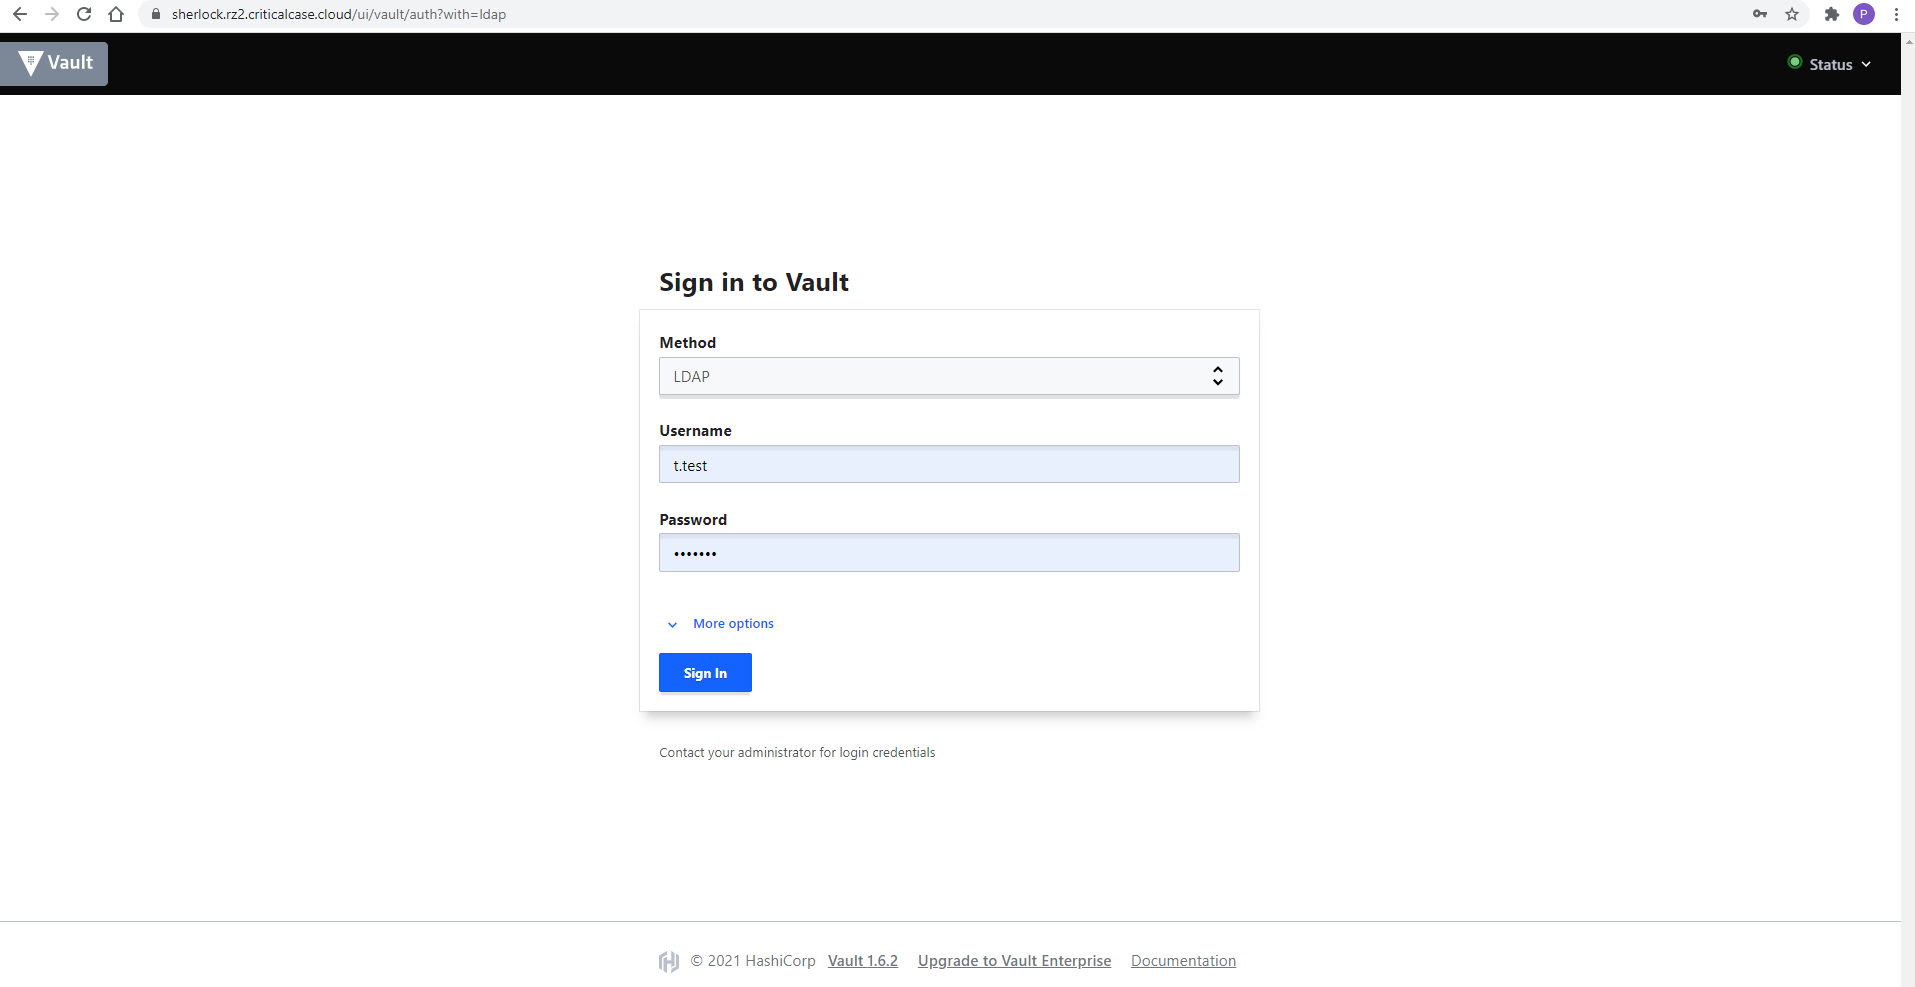 sherlock.rz2.criticalcase.cloud/ui/vault/auth?with=ldap
P
Vault
Status
Sign in to Vault
Method
LDAP
Username
t.test
Password
•••••••
More options
Sign In
Contact your administrator for login credentials
© 2021 HashiCorp Vault 1.6.2 Upgrade to Vault Enterprise Documentation